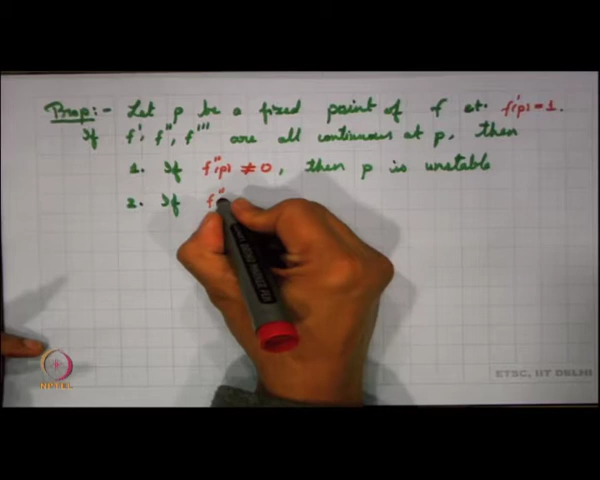 Prop:- Let p be a fixed point of f st. f'(p) = 1.
If f', f'', f''' are all continuous at p, then
1. If f''(p) ≠ 0, then p is unstable
2. If f''
NPTEL
ETSC, IIT DELHI